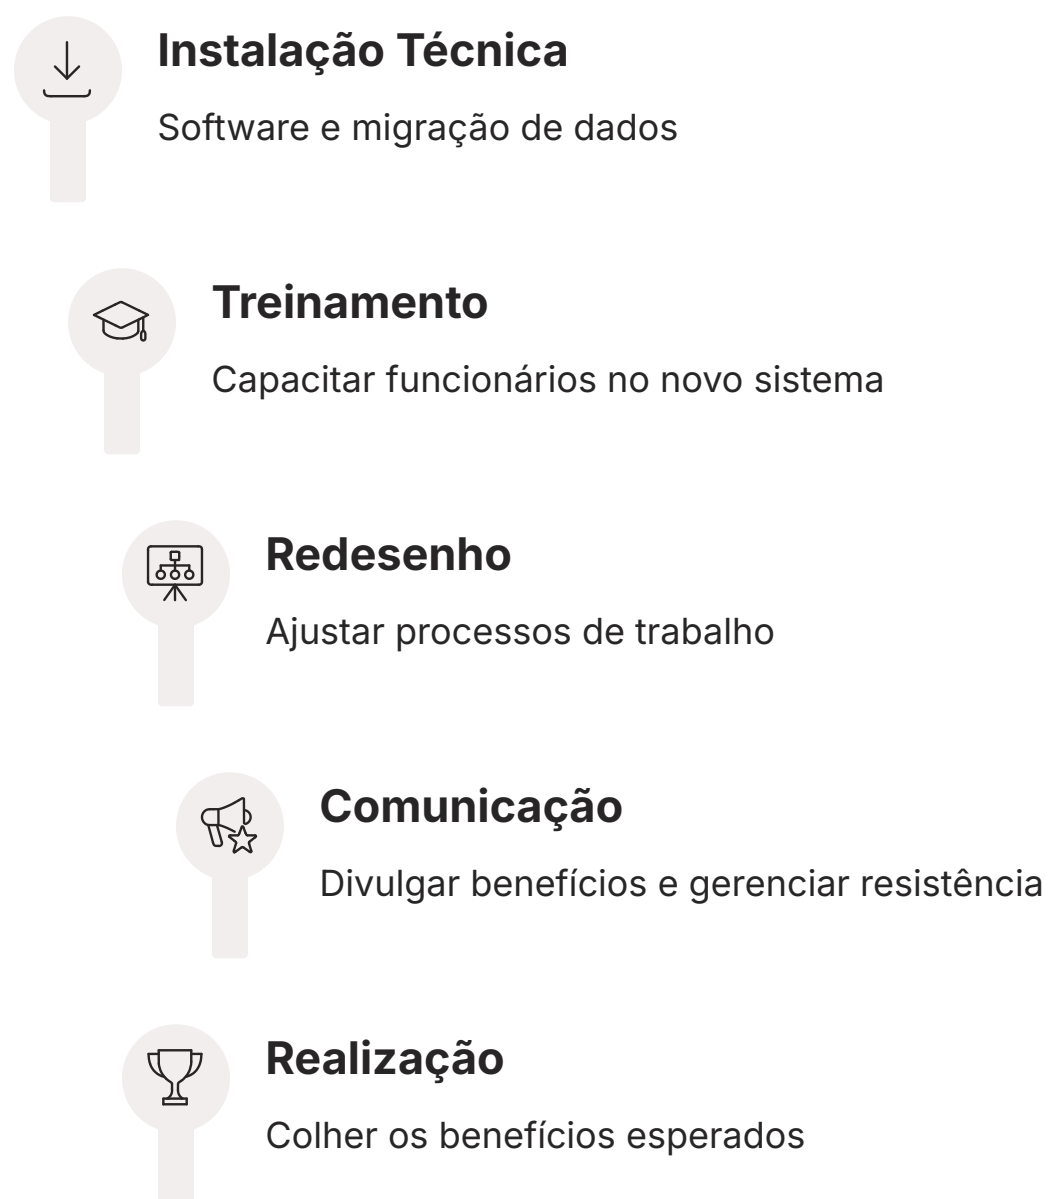 Instalação Técnica
Software e migração de dados
Treinamento
Capacitar funcionários no novo sistema
Redesenho
Ajustar processos de trabalho
Comunicação
Divulgar benefícios e gerenciar resistência
Realização
Colher os benefícios esperados